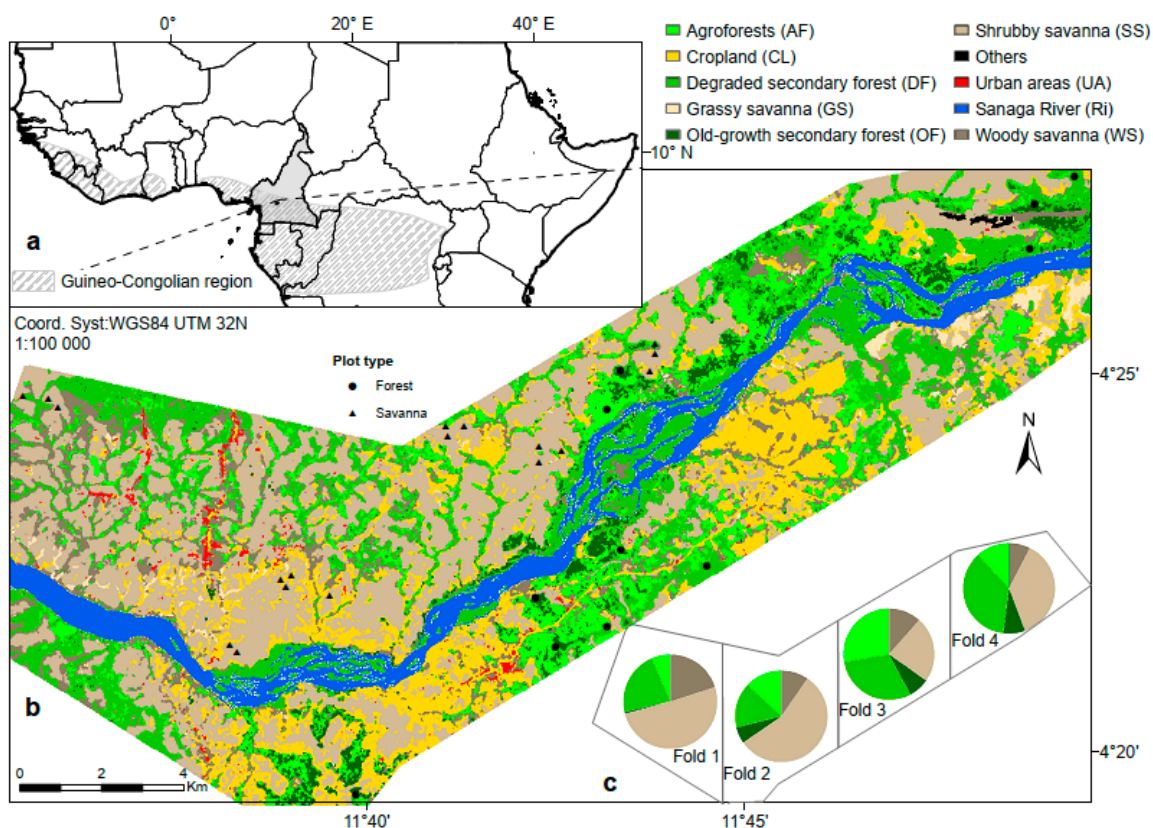 0° 20° E 40° E
Agroforests (AF)
Cropland (CL)
Degraded secondary forest (DF)
Grassy savanna (GS)
Old-growth secondary forest (OF)
Shrubby savanna (SS)
Others
Urban areas (UA)
Sanaga River (Ri)
Woody savanna (WS)
10° N
a
Guineo-Congolian region
Coord. Syst:WGS84 UTM 32N
1:100 000
Plot type
Forest
Savanna
4°25'
N
b
0 2 4
Km
Fold 1
Fold 2
Fold 3
Fold 4
c
4°20'
11°40' 11°45'